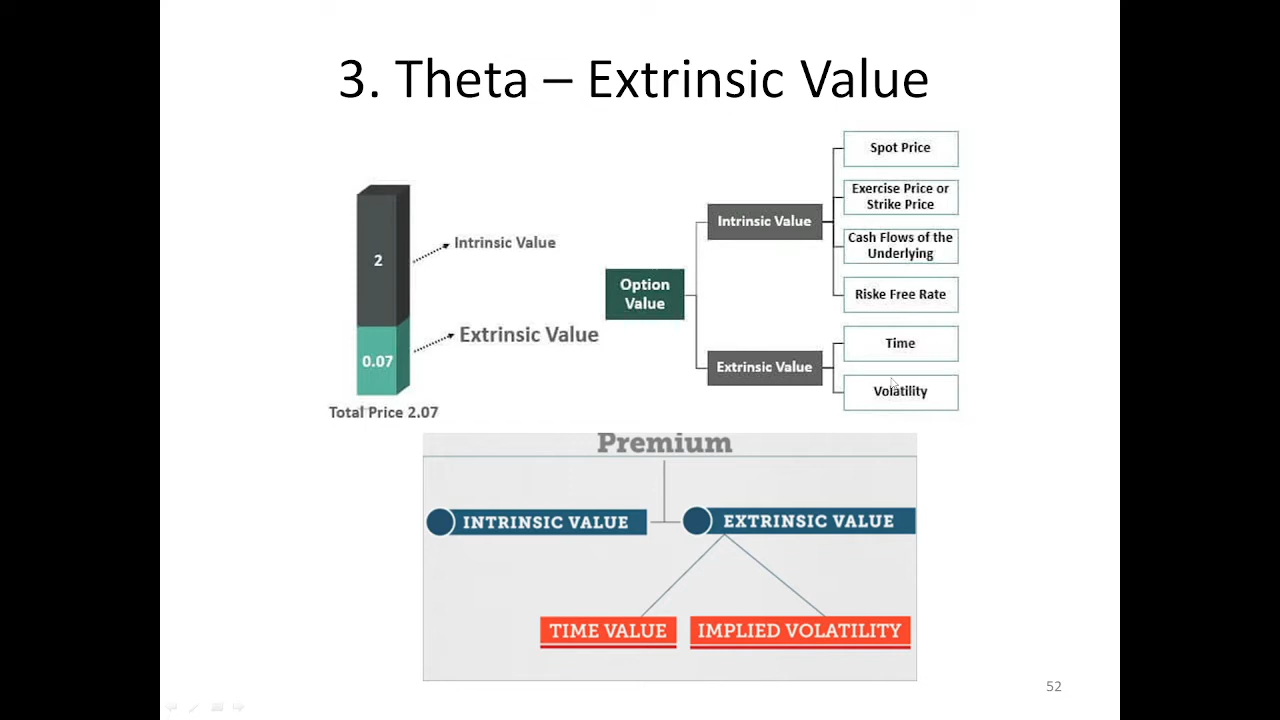 3. Theta – Extrinsic Value
2
Intrinsic Value
0.07
Extrinsic Value
Total Price 2.07
Option
Value
Intrinsic Value
Extrinsic Value
Spot Price
Exercise Price or
Strike Price
Cash Flows of the
Underlying
Riske Free Rate
Time
Volatility
Premium
INTRINSIC VALUE
EXTRINSIC VALUE
TIME VALUE
IMPLIED VOLATILITY
52